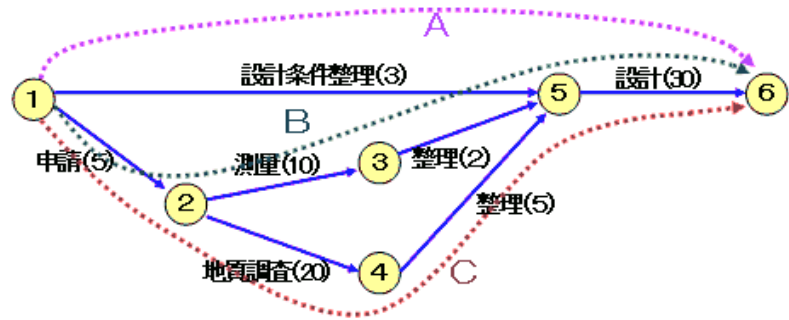 A
設計条件整理(3)
1
5
設計(30)
6
B
申請(5)
測量(10)
3
整理(2)
2
整理(5)
地質調査(20)
4
C